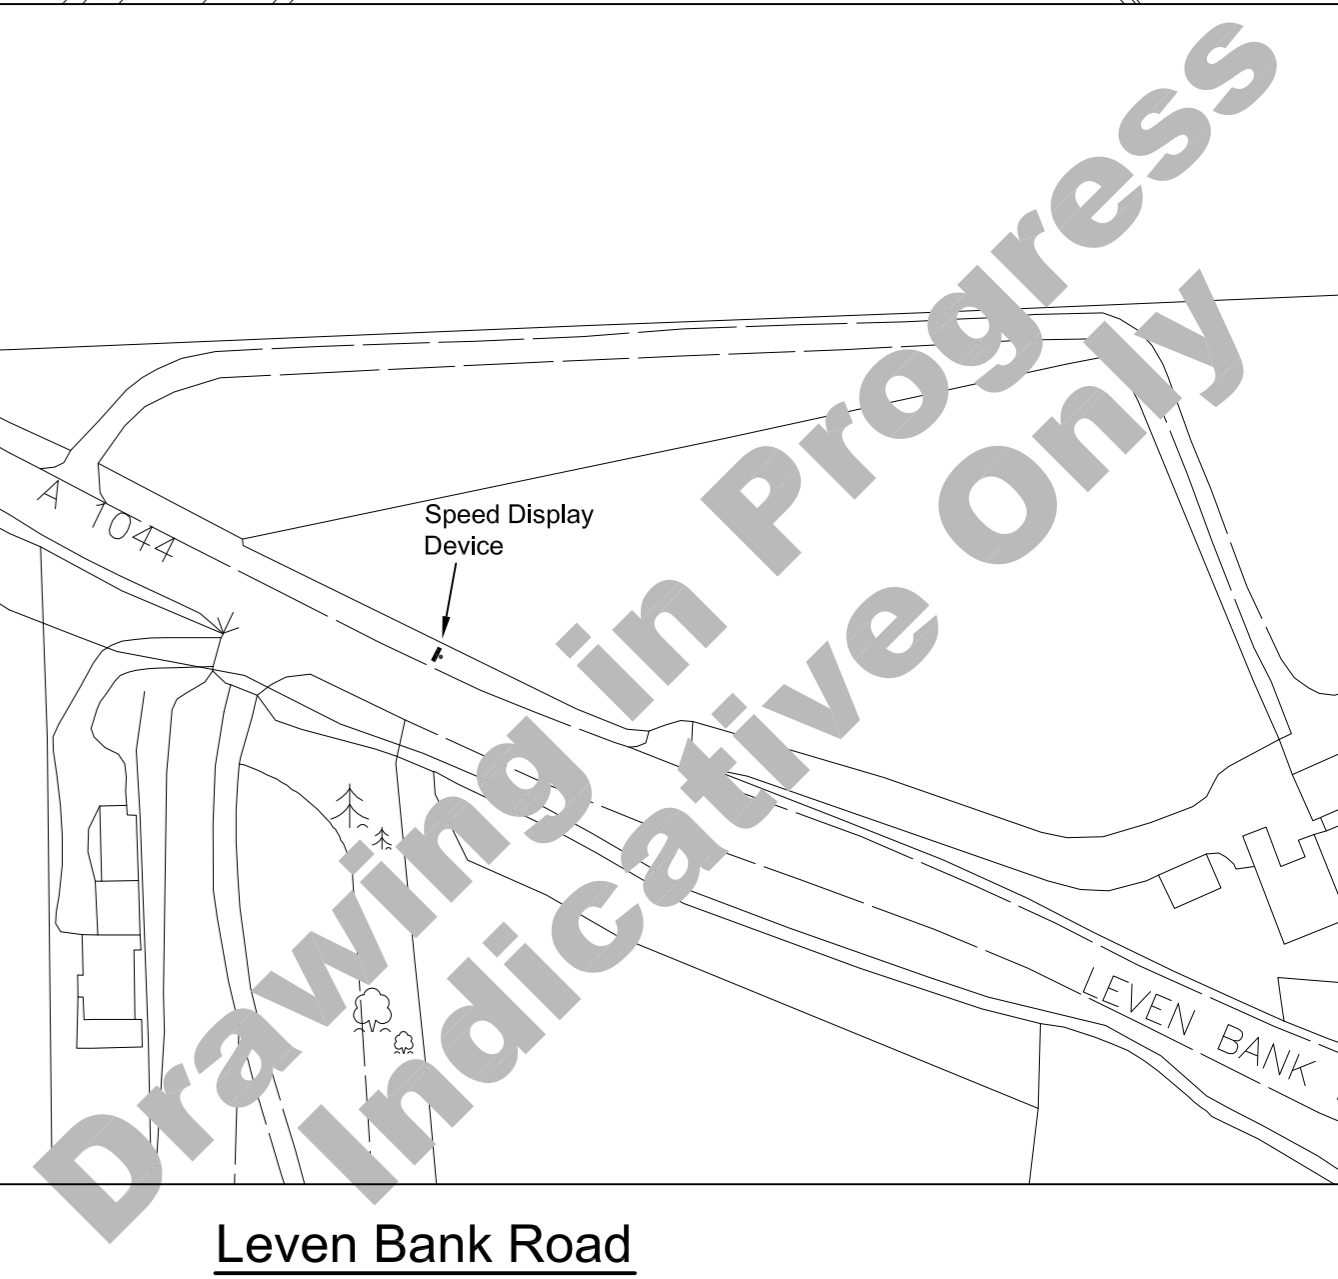 A 1044
Speed Display
Device
Drawing in Progress
Indicative Only
LEVEN BANK
Leven Bank Road